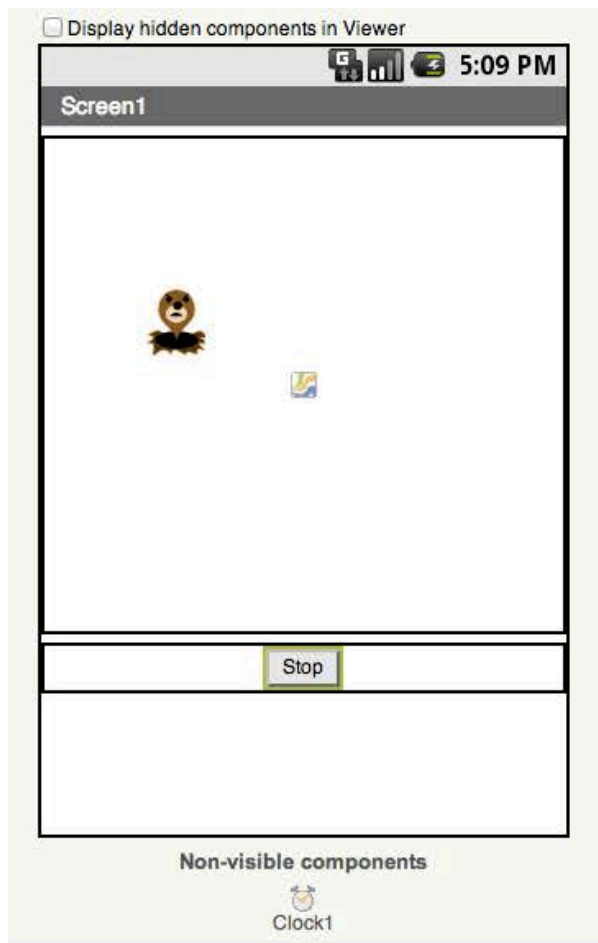 Display hidden components in Viewer
G 5:09 PM
Screen1
Stop
Non-visible components
Clock1